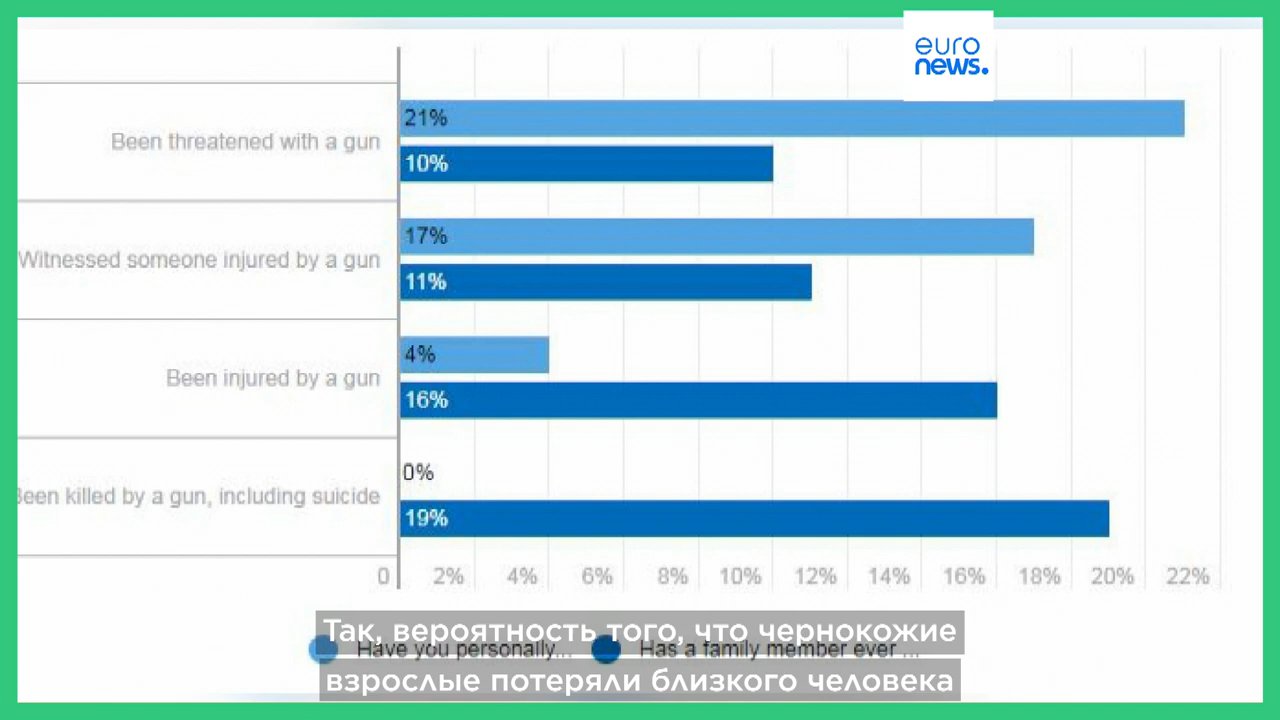 euro
news.
21%
Been threatened with a gun
10%
17%
Witnessed someone injured by a gun
11%
4%
Been injured by a gun
16%
0%
Been killed by a gun, including suicide
19%
0 2% 4% 6% 8% 10% 12% 14% 16% 18% 20% 22%
Так, вероятность того, что чернокожие
Have you personally... Has a family member ever ...
взрослые потеряли близкого человека